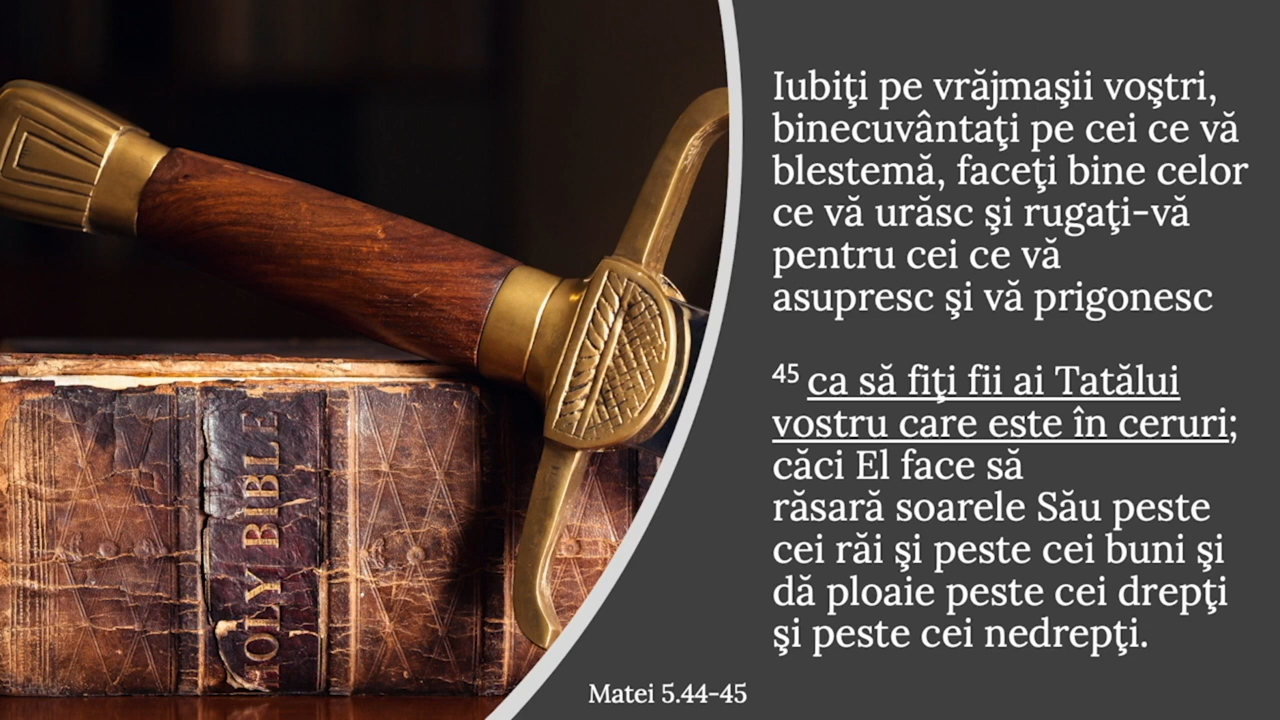 HOLY BIBLE
Iubiţi pe vrăjmaşii voştri,
binecuvântaţi pe cei ce vă
blestemă, faceţi bine celor
ce vă urăsc şi rugaţi-vă
pentru cei ce vă
asupresc şi vă prigonesc
45 ca să fiţi fii ai Tatălui
vostru care este în ceruri;
căci El face să
răsară soarele Său peste
cei răi şi peste cei buni şi
dă ploaie peste cei drepţi
şi peste cei nedrepţi.
Matei 5.44-45